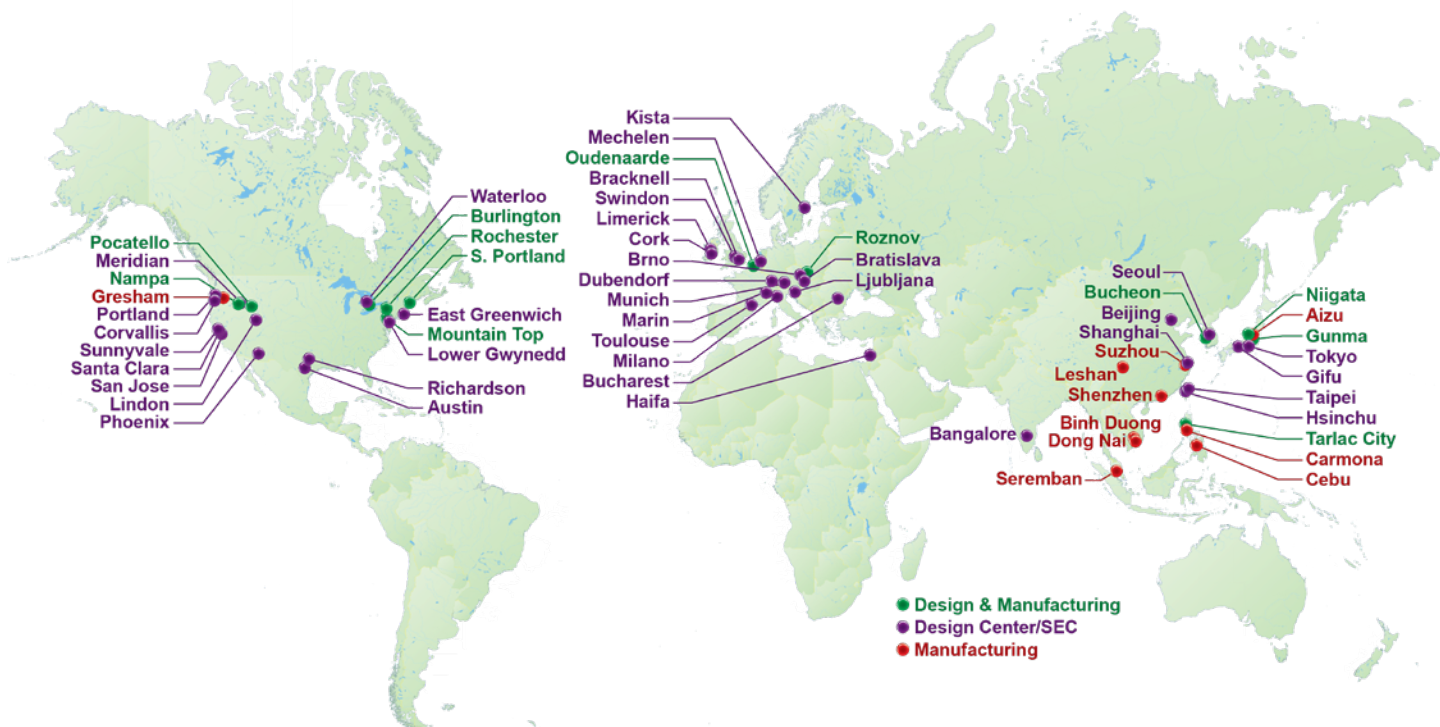 Pocatello
Meridian
Nampa
Gresham
Portland
Corvallis
Sunnyvale
Santa Clara
San Jose
Lindon
Phoenix
Waterloo
Burlington
Rochester
S. Portland
East Greenwich
Mountain Top
Lower Gwynedd
Richardson
Austin
Kista
Mechelen
Oudenaarde
Bracknell
Swindon
Limerick
Cork
Brno
Dubendorf
Munich
Marin
Toulouse
Milano
Bucharest
Haifa
Roznov
Bratislava
Ljubljana
Bangalore
Seoul
Bucheon
Beijing
Shanghai
Suzhou
Leshan
Shenzhen
Binh Duong
Dong Nai
Seremban
Niigata
Aizu
Gunma
Tokyo
Gifu
Taipei
Hsinchu
Tarlac City
Carmona
Cebu
Design & Manufacturing
Design Center/SEC
Manufacturing